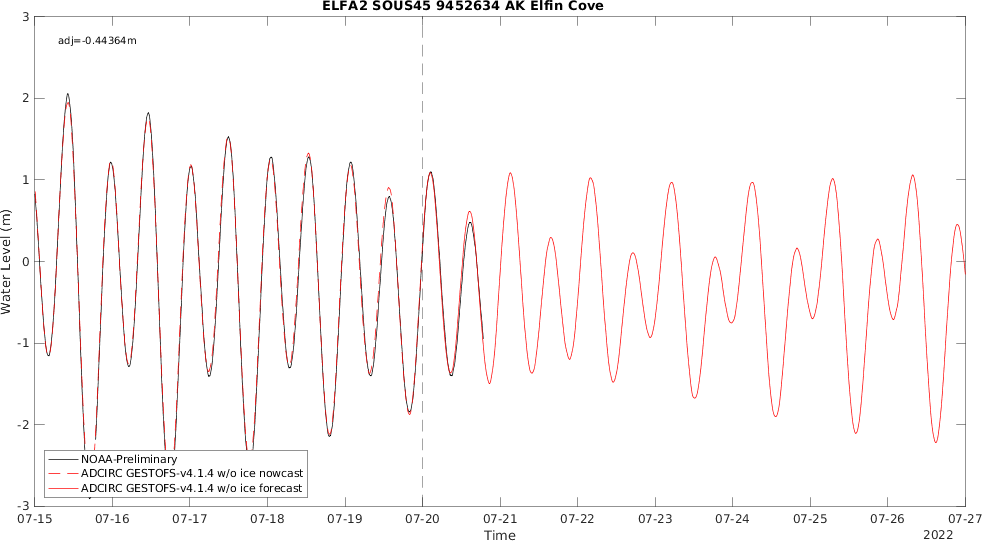 ELFA2 SOUS45 9452634 AK Elfin Cove
adj=-0.44364m
3
2
1
0
-1
-2
-3
Water Level (m)
NOAA-Preliminary
ADCIRC GESTOFS-v4.1.4 w/o ice nowcast
ADCIRC GESTOFS-v4.1.4 w/o ice forecast
07-15 07-16 07-17 07-18 07-19 07-20 07-21 07-22 07-23 07-24 07-25 07-26 07-27
Time
2022